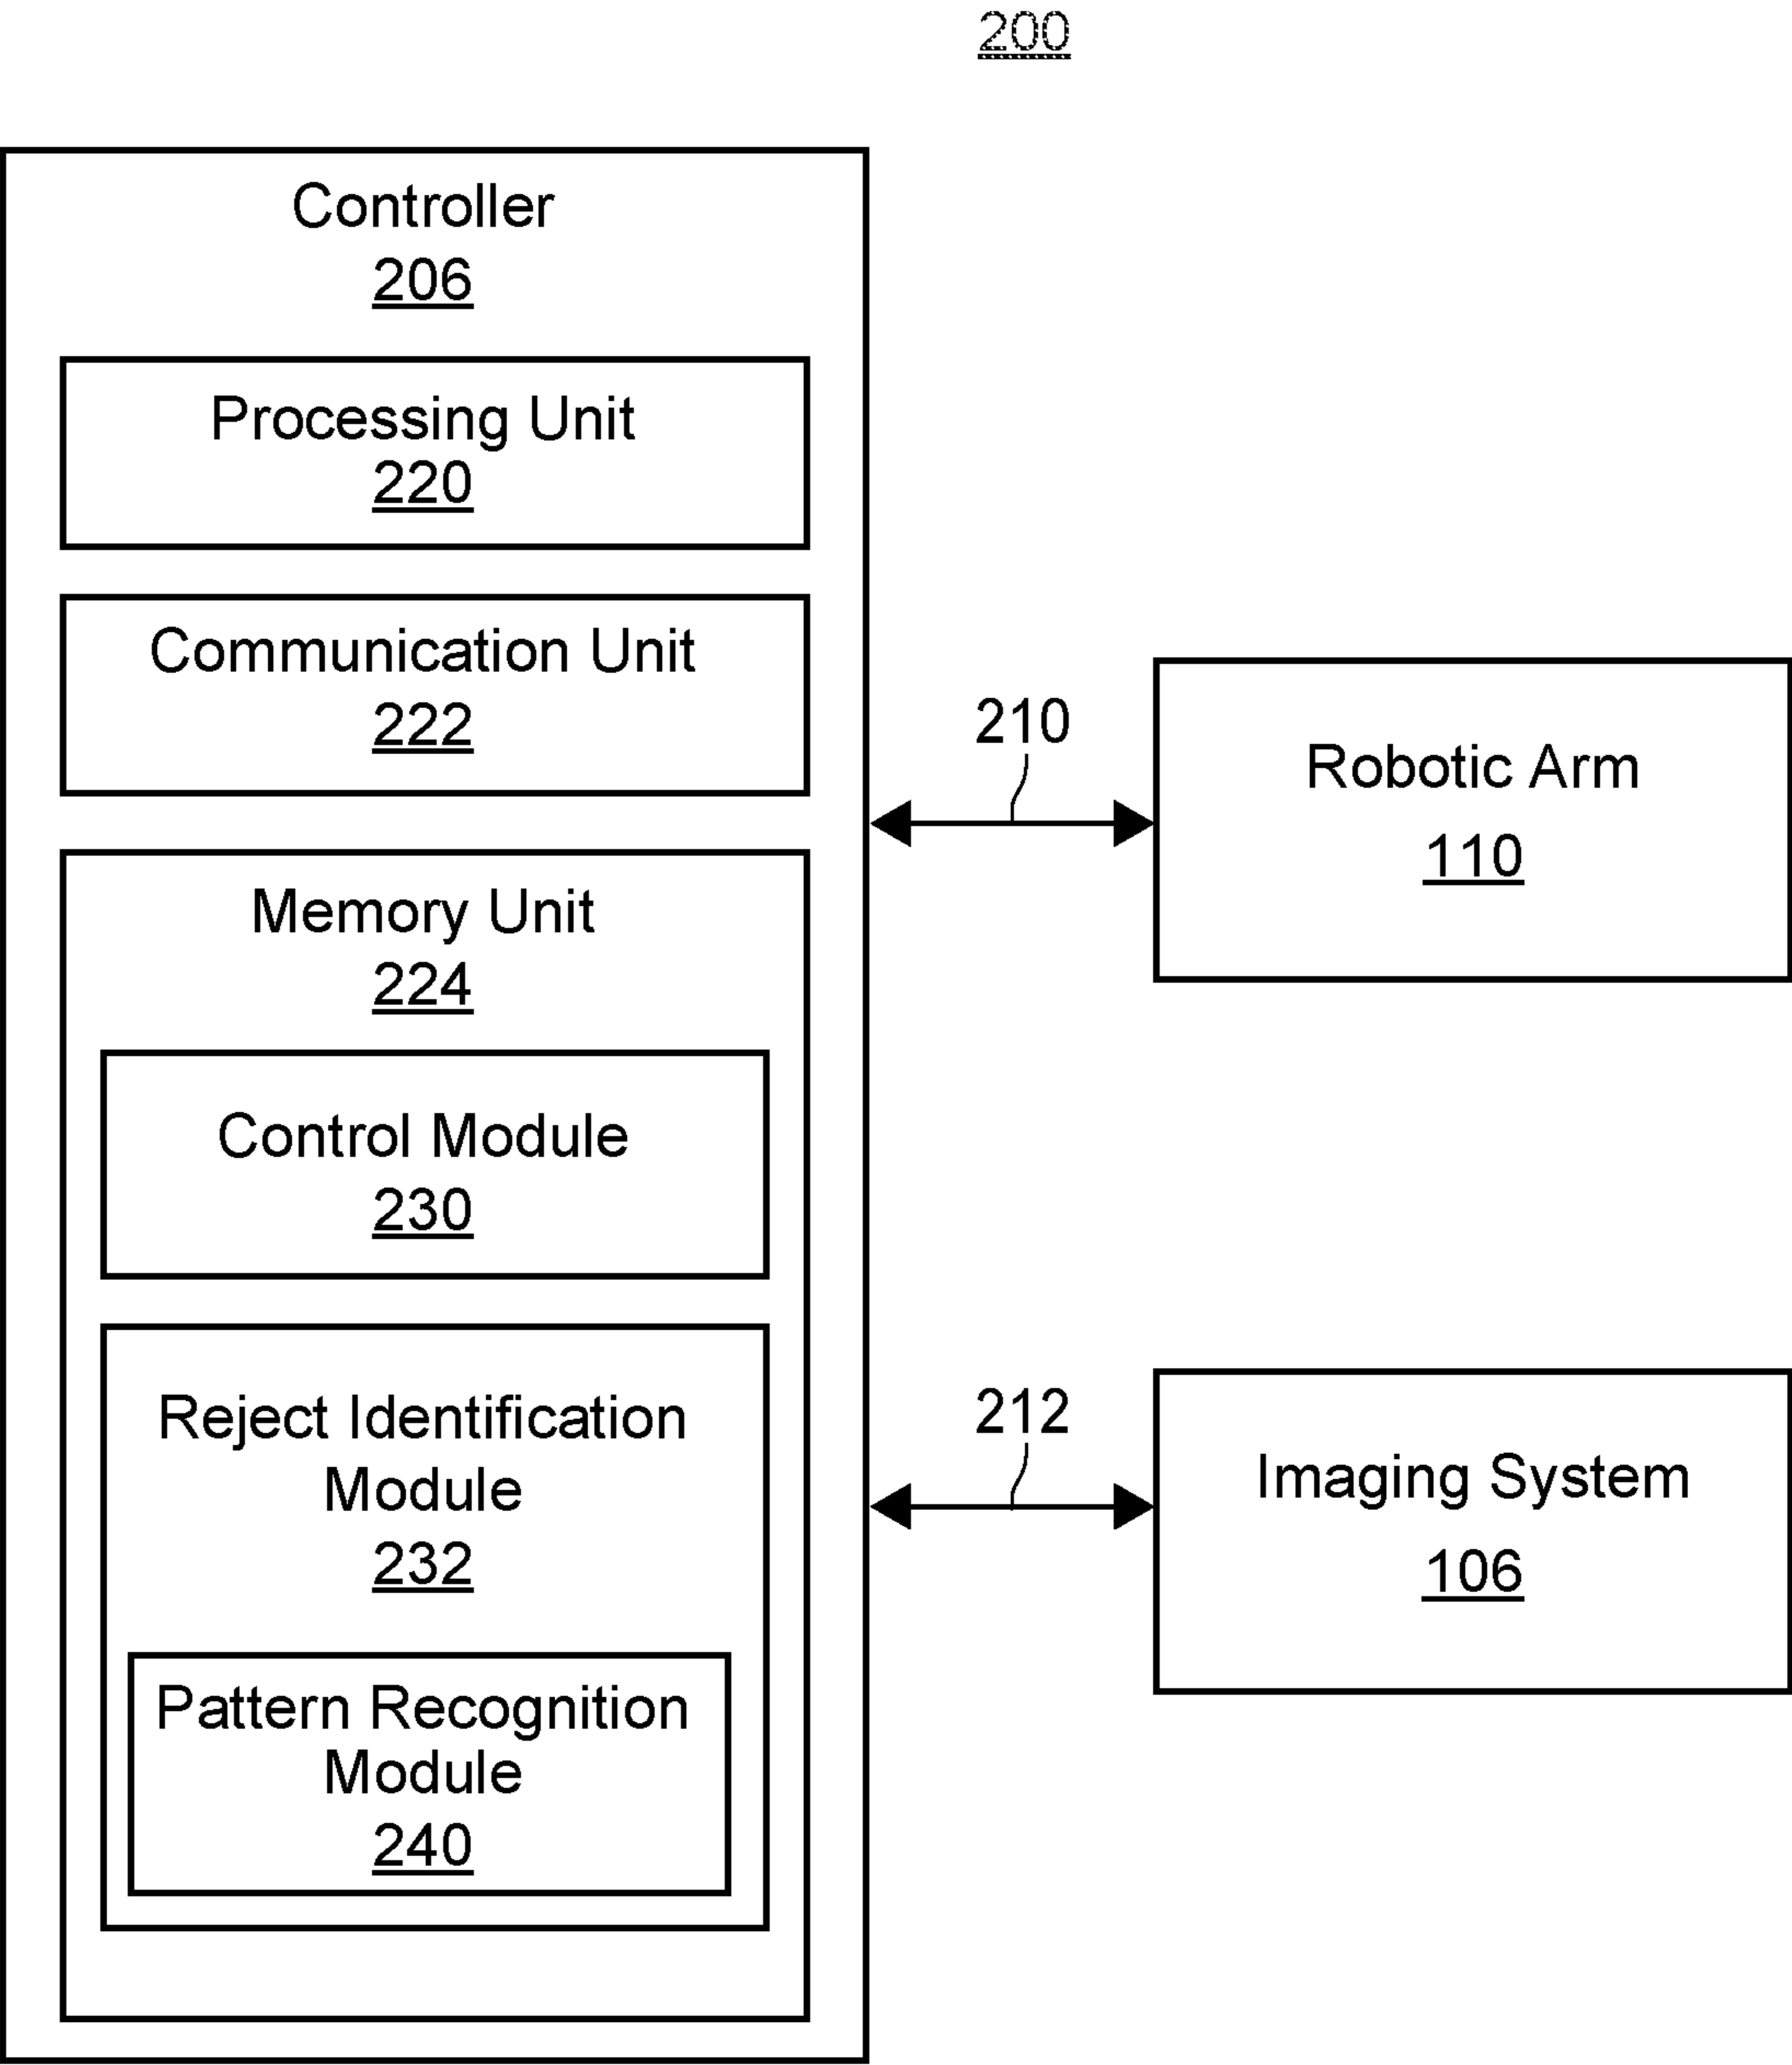 200
Controller
206
Processing Unit
220
Communication Unit
222
Memory Unit
224
Control Module
230
Reject Identification
Module
232
Pattern Recognition
Module
240
210
Robotic Arm
110
212
Imaging System
106